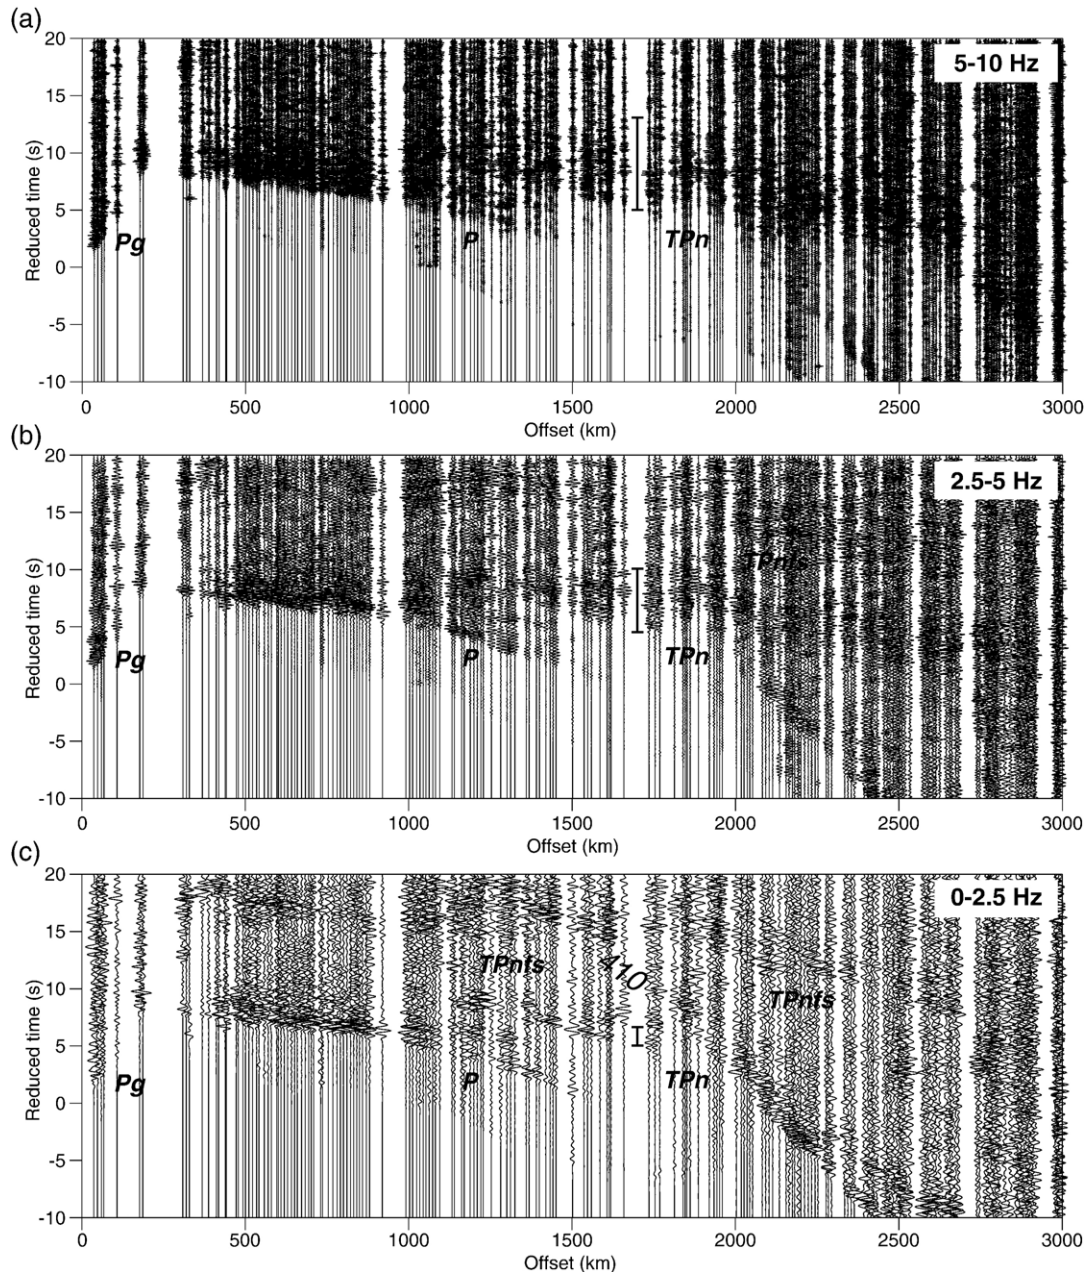 (a)
20
5-10 Hz
15
10
5
0
-5
-10
Reduced time (s)
Pg
P
TPn
0
500
1000
1500
2000
2500
3000
Offset (km)
(b)
20
2.5-5 Hz
15
10
5
0
-5
-10
Reduced time (s)
TPnfs
Pg
P
TPn
0
500
1000
1500
2000
2500
3000
Offset (km)
(c)
20
0-2.5 Hz
15
10
5
0
-5
-10
Reduced time (s)
TPnfs
410
TPnfs
Pg
P
TPn
0
500
1000
1500
2000
2500
3000
Offset (km)